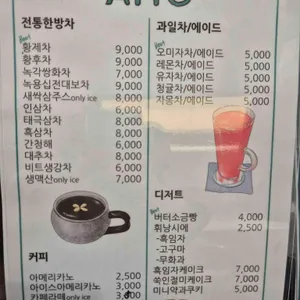 전통한방차
Best
황제차 9,000
황후차 9,000
녹각쌍화차 7,000
녹용십전대보차 9,000
새싹삼주스only ice 8,000
인삼차 6,000
태극삼차 8,000
흑삼차 8,000
간청해 6,000
대추차 8,000
비트생강차 6,000
생맥산only ice 7,000
커피
아메리카노 2,500
아이스아메리카노 3,000
카페라떼only ice
과일차/에이드
Best
오미자차/에이드 5,000
레몬차/에이드 5,000
유자차/에이드 5,000
청귤차/에이드 5,000
자몽차/에이드 5,000
디저트
Best
버터소금빵 4,000
휘낭시에 2,500
-흑임자
-고구마
-무화과
흑임자케이크 7,000
쑥인절미케이크 7,000
미니약과쿠키 5,000